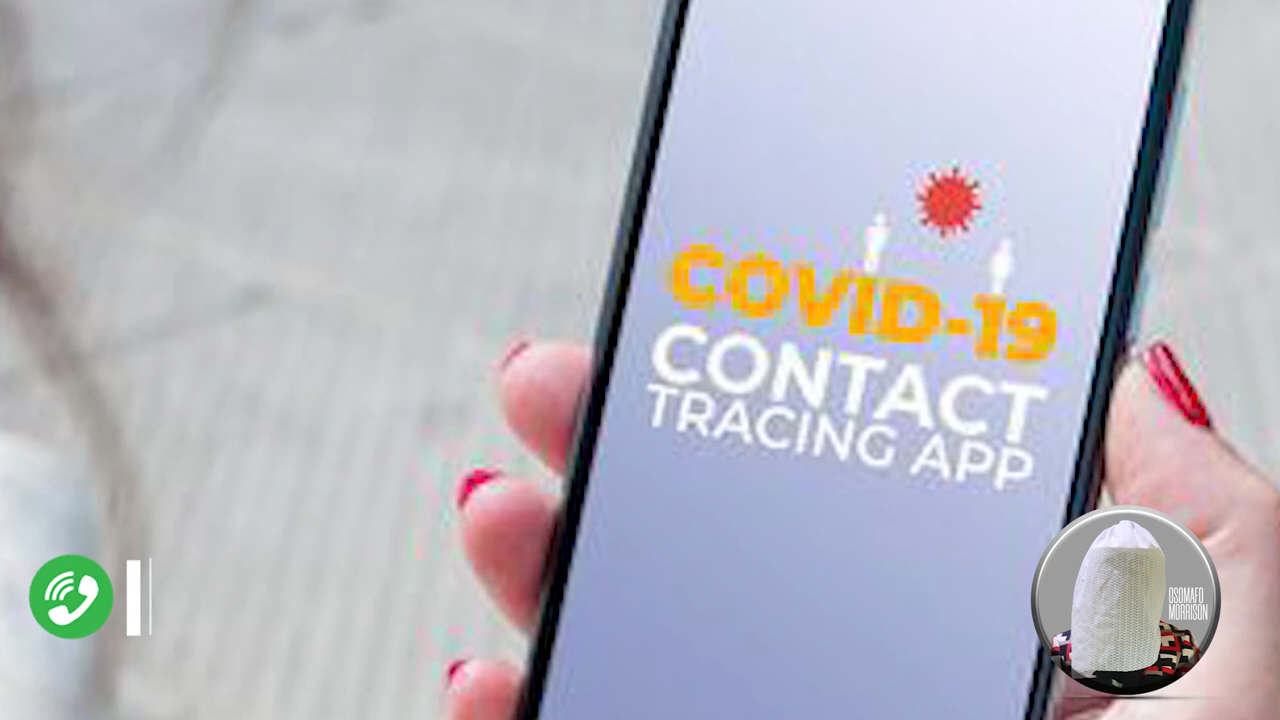 COVID-19
CONTACT
TRACING APP
OSOMAFO
MORRISON